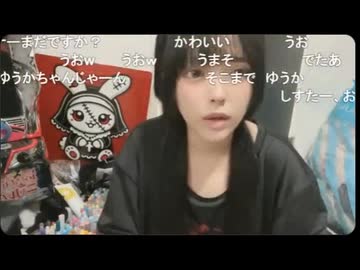 ーまだですか？ かわいい うお
うおｗ うおｗ うまそ でたあ
ゆうかちゃんじゃーん そこまで ゆうか
しすたー、お